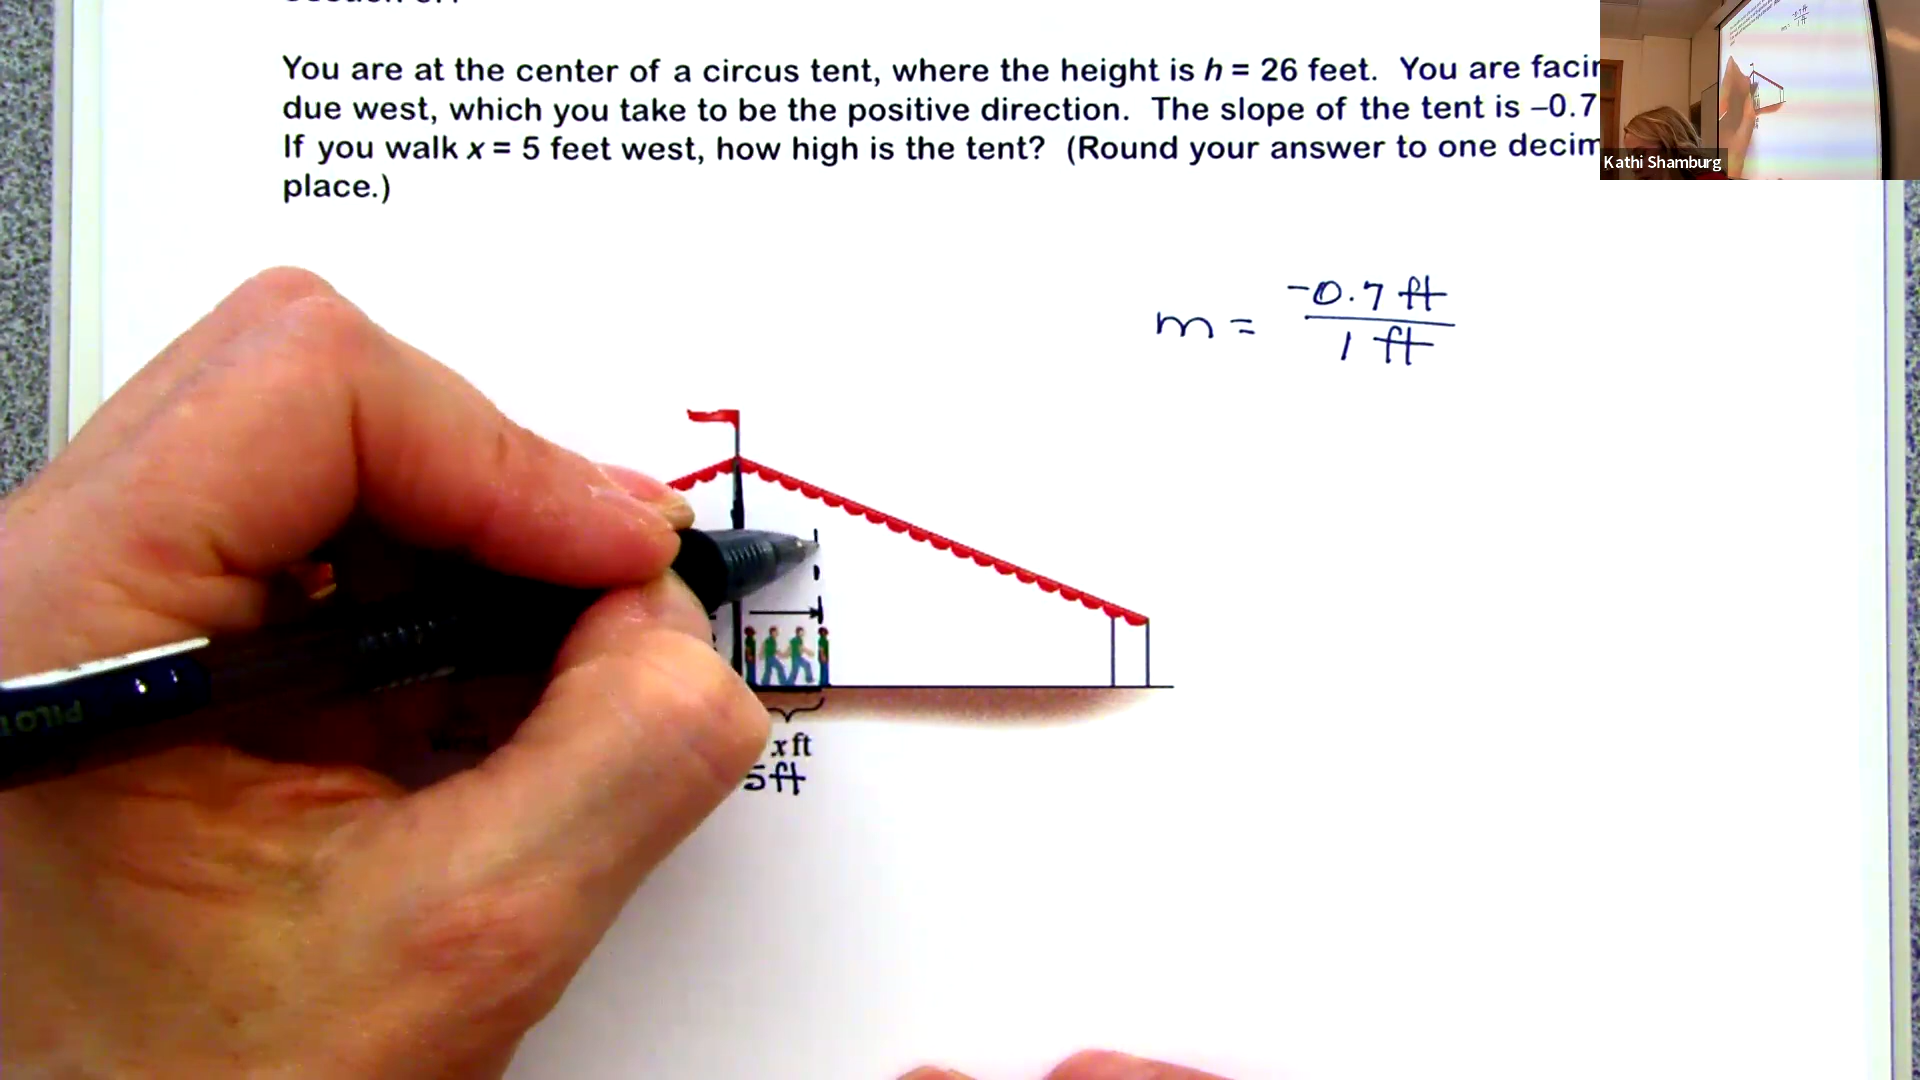 You are at the center of a circus tent, where the height is h = 26 feet. You are
due west, which you take to be the positive direction. The slope of the tent is −0.7
If you walk x = 5 feet west, how high is the tent? (Round your answer to one
place.)
Kathi Shamburg
m = -0.7 ft / 1 ft
x ft
5ft
PILOT